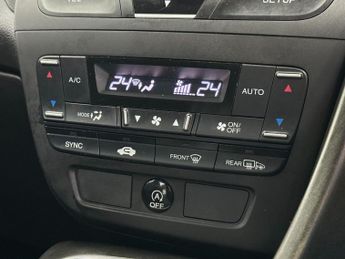 SETUP
A/C
24
24
AUTO
MODE
ON/
OFF
SYNC
FRONT
REAR
A
OFF